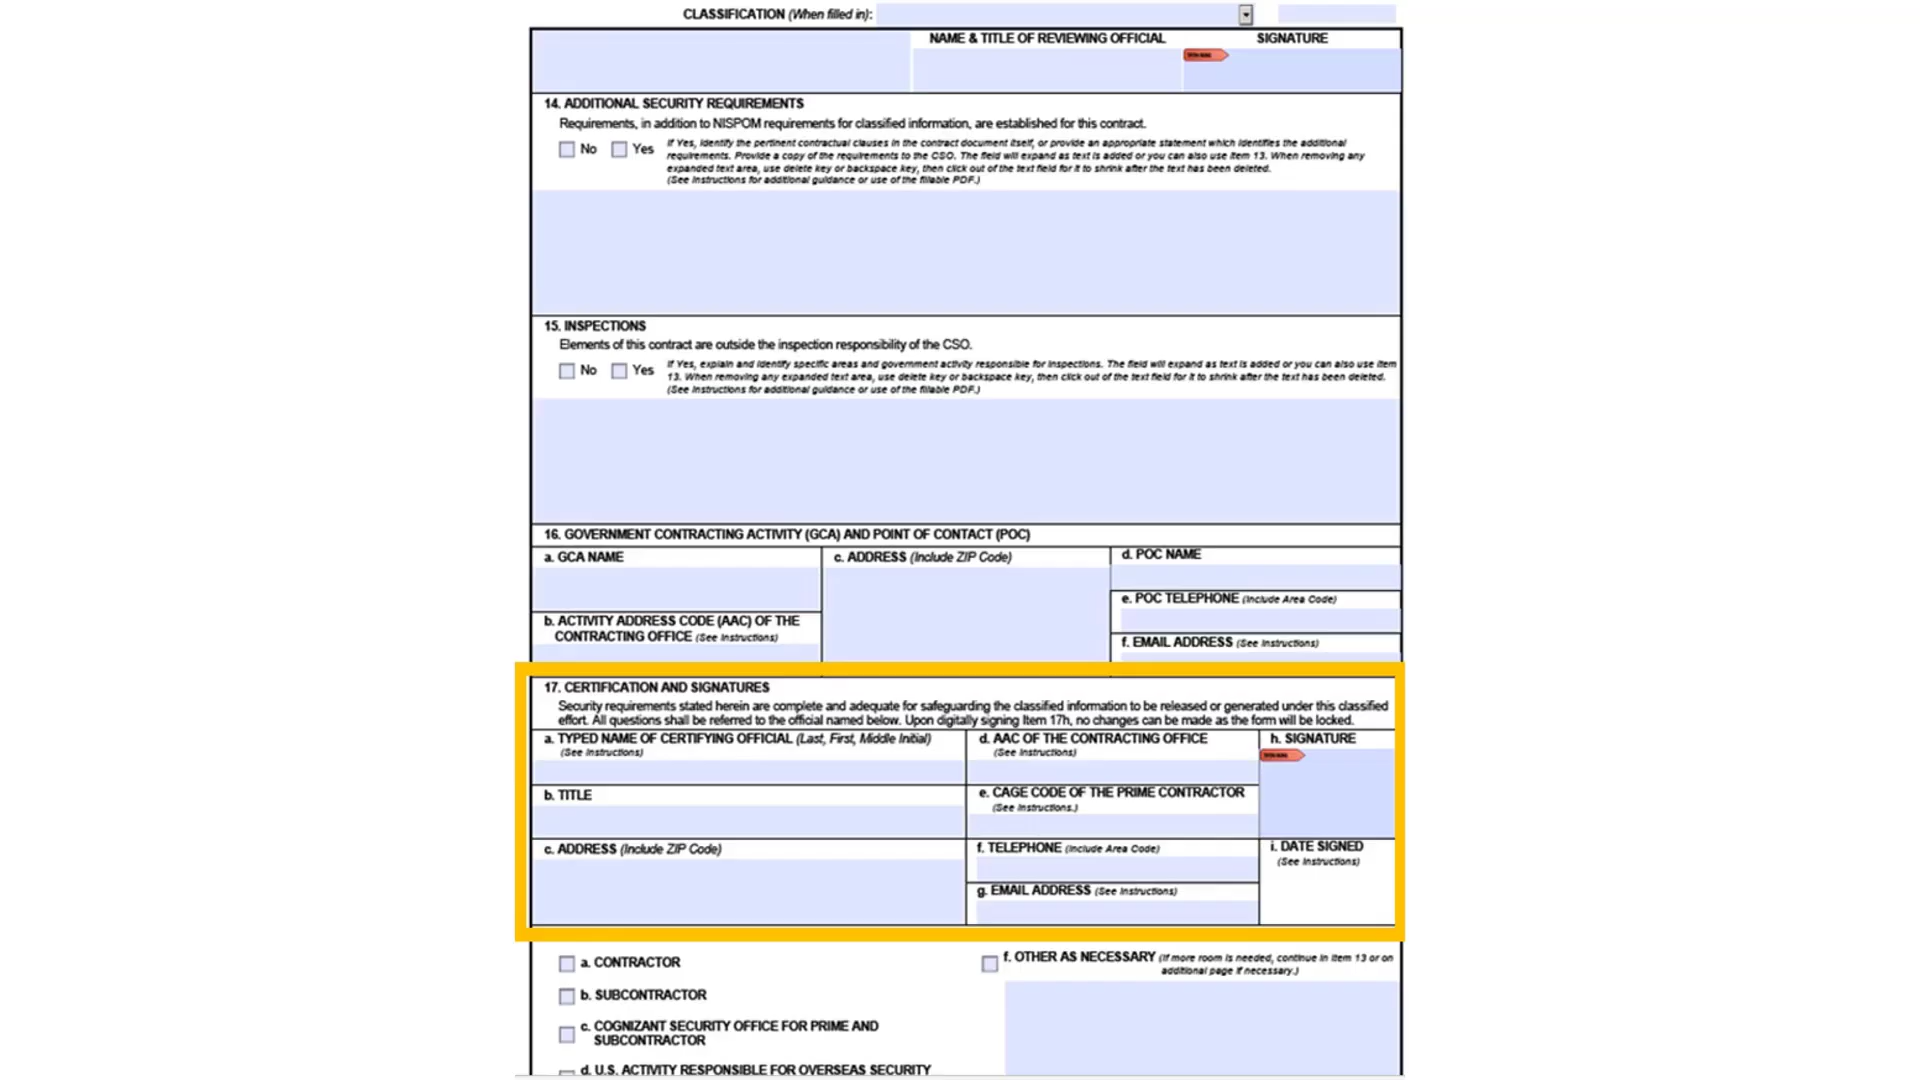 CLASSIFICATION (When filled in):
NAME & TITLE OF REVIEWING OFFICIAL
SIGNATURE
14. ADDITIONAL SECURITY REQUIREMENTS
Requirements, in addition to NISPOM requirements for classified information, are established for this contract.
No
Yes
If Yes, identify the pertinent contractual clauses in the contract document itself, or provide an appropriate statement which identifies the additional
requirements. Provide a copy of the requirements to the CSO. The field will expand as text is added or you can also use item 13. When removing any
expanded text area, use delete key or backspace key, then click out of the text field for it to shrink after the text has been deleted.
(See Instructions for additional guidance or use of the fillable PDF.)
15. INSPECTIONS
Elements of this contract are outside the inspection responsibility of the CSO.
No
Yes
If Yes, explain and identify specific areas and government activity responsible for inspections. The field will expand as text is added or you can also use item
13. When removing any expanded text area, use delete key or backspace key, then click out of the text field for it to shrink after the text has been deleted.
(See Instructions for additional guidance or use of the fillable PDF.)
16. GOVERNMENT CONTRACTING ACTIVITY (GCA) AND POINT OF CONTACT (POC)
a. GCA NAME
b. ACTIVITY ADDRESS CODE (AAC) OF THE
CONTRACTING OFFICE (See Instructions)
c. ADDRESS (Include ZIP Code)
d. POC NAME
e. POC TELEPHONE (Include Area Code)
f. EMAIL ADDRESS (See Instructions)
17. CERTIFICATION AND SIGNATURES
Security requirements stated herein are complete and adequate for safeguarding the classified information to be released or generated under this classified
effort. All questions shall be referred to the official named below. Upon digitally signing Item 17h, no changes can be made as the form will be locked.
a. TYPED NAME OF CERTIFYING OFFICIAL (Last, First, Middle Initial)
(See Instructions)
b. TITLE
c. ADDRESS (Include ZIP Code)
d. AAC OF THE CONTRACTING OFFICE
(See Instructions)
e. CAGE CODE OF THE PRIME CONTRACTOR
(See Instructions.)
f. TELEPHONE (Include Area Code)
g. EMAIL ADDRESS (See Instructions)
h. SIGNATURE
i. DATE SIGNED
(See Instructions)
a. CONTRACTOR
b. SUBCONTRACTOR
c. COGNIZANT SECURITY OFFICE FOR PRIME AND
SUBCONTRACTOR
d. U.S. ACTIVITY RESPONSIBLE FOR OVERSEAS SECURITY
f. OTHER AS NECESSARY (If more room is needed, continue in Item 13 or on
additional page if necessary.)